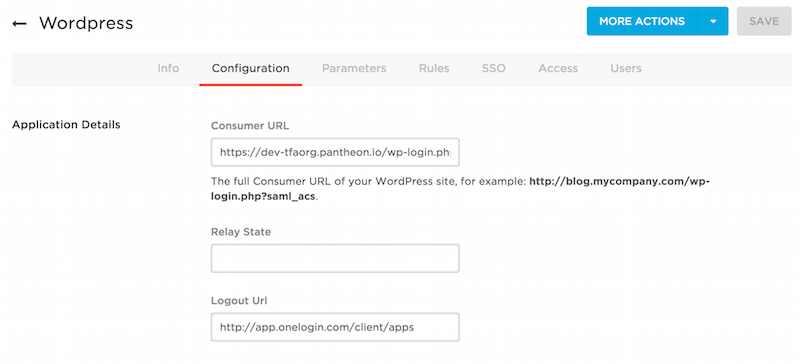 ← Wordpress
MORE ACTIONS
SAVE
Info Configuration Parameters Rules SSO Access Users
Application Details
Consumer URL
https://dev-tfaorg.pantheon.io/wp-login.ph
The full Consumer URL of your WordPress site, for example: http://blog.mycompany.com/wp-
login.php?saml_acs.
Relay State
Logout Url
http://app.onelogin.com/client/apps